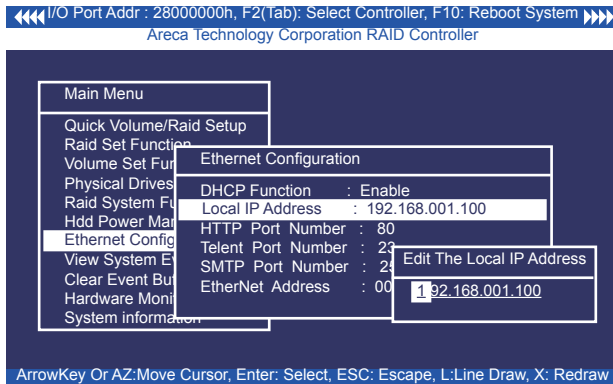 I/O Port Addr : 28000000h, F2(Tab): Select Controller, F10: Reboot System
Areca Technology Corporation RAID Controller
Main Menu
Quick Volume/Raid Setup
Raid Set Function
Volume Set Fun
Physical Drives
Raid System Fu
Hdd Power Man
Ethernet Config
View System Ev
Clear Event Buf
Hardware Moni
System information
Ethernet Configuration
DHCP Function : Enable
Local IP Address : 192.168.001.100
HTTP Port Number : 80
Telent Port Number : 23
SMTP Port Number : 25
EtherNet Address : 00
Edit The Local IP Address
192.168.001.100
ArrowKey Or AZ:Move Cursor, Enter: Select, ESC: Escape, L:Line Draw, X: Redraw